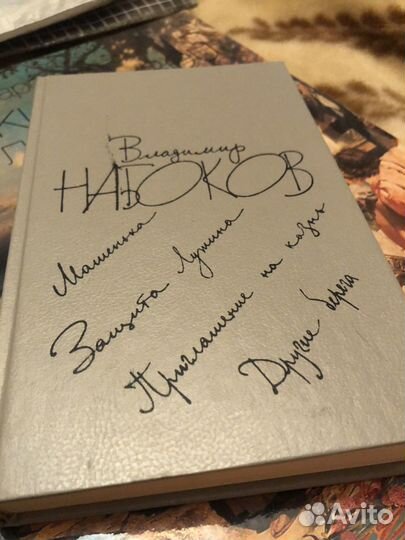 Владимир
НАБОКОВ
Машенька
Защита Лужина
Приглашение на казнь
Другие берега
Avito